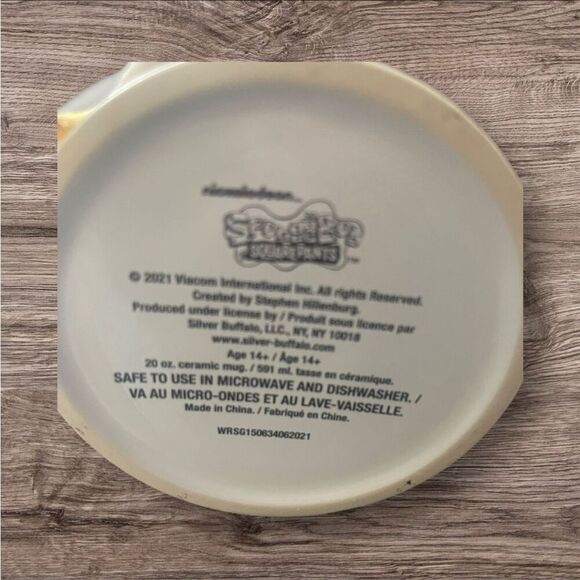 nickelodeon
SpongeBob
SQUAREPANTS
© 2021 Viacom International Inc. All rights Reserved.
Created by Stephen Hillenburg.
Produced under license by / Produit sous licence par
Silver Buffalo, LLC., NY, NY 10018
www.silver-buffalo.com
Age 14+ / Âge 14+
20 oz. ceramic mug. / 591 ml. tasse en céramique.
SAFE TO USE IN MICROWAVE AND DISHWASHER. /
VA AU MICRO-ONDES ET AU LAVE-VAISSELLE.
Made in China. / Fabriqué en Chine.
WRSG150634062021